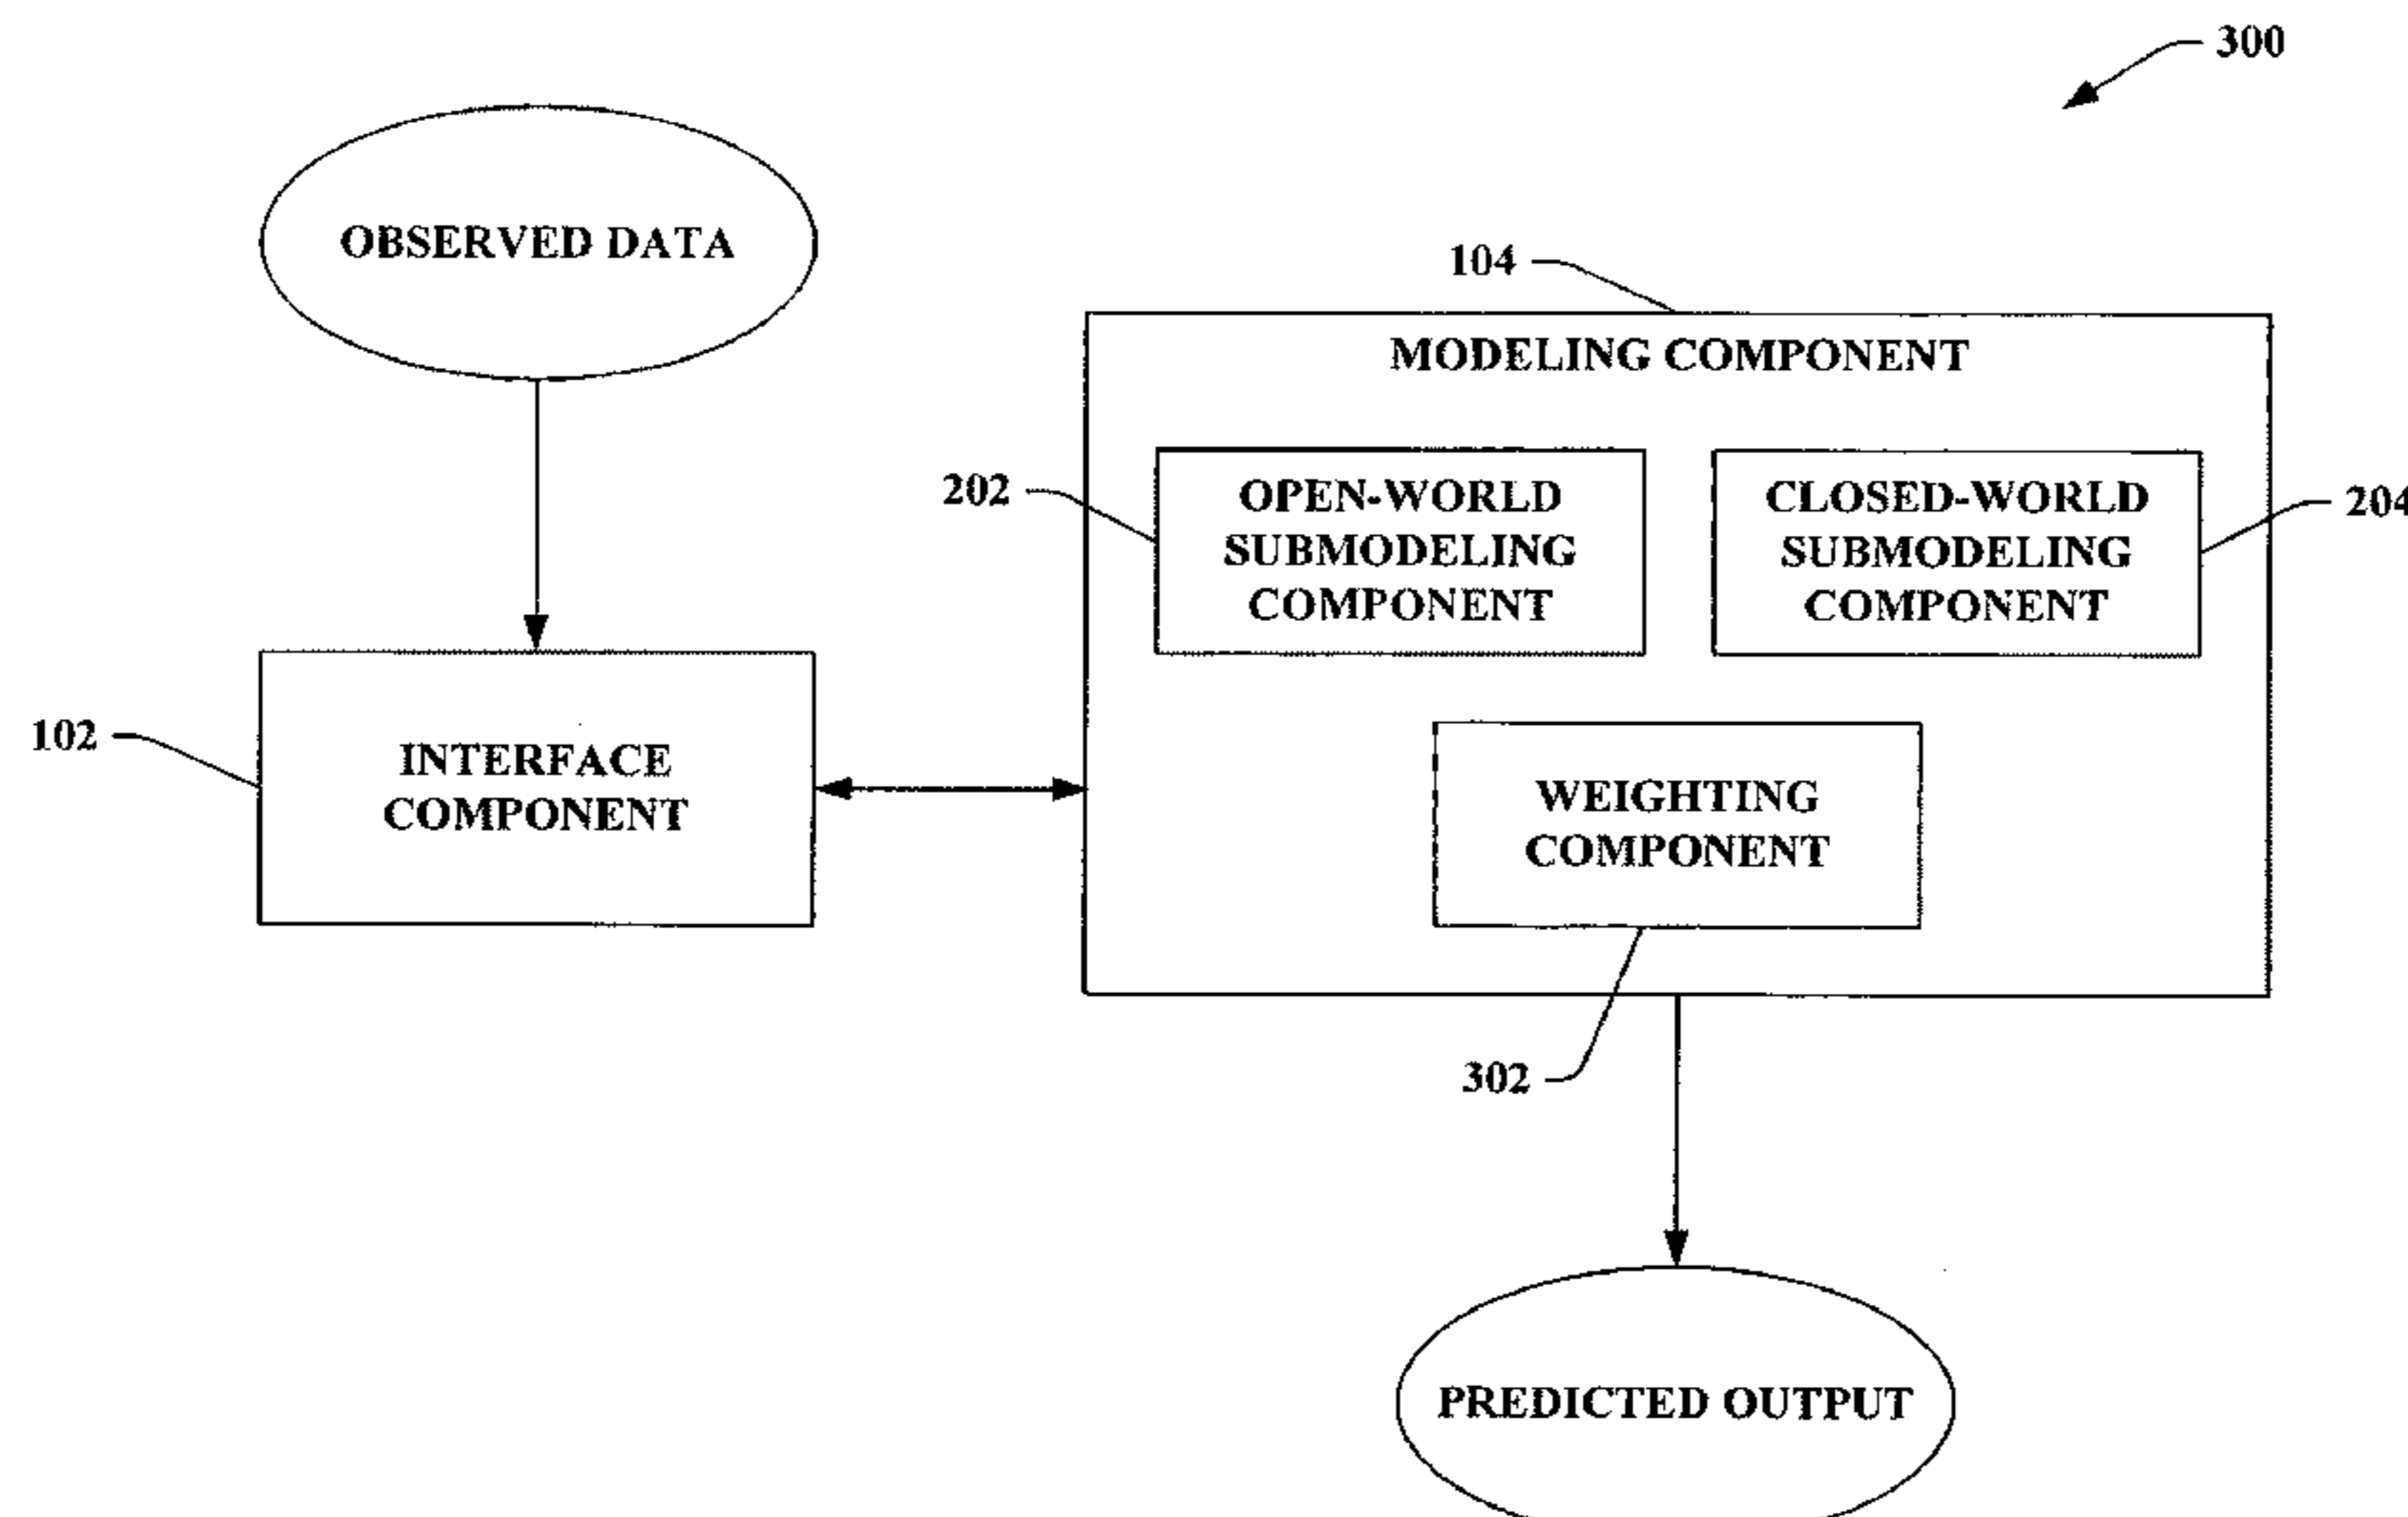 300
OBSERVED DATA
104
MODELING COMPONENT
202
OPEN-WORLD
SUBMODELING
COMPONENT
CLOSED-WORLD
SUBMODELING
COMPONENT
204
102
INTERFACE
COMPONENT
WEIGHTING
COMPONENT
302
PREDICTED OUTPUT